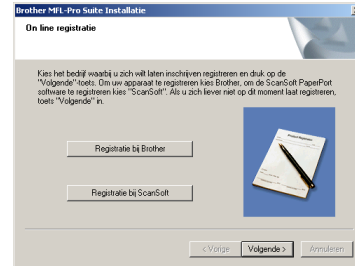 Brother MFL-Pro Suite Installatie
On line registratie
Kies het bedrijf waarbij u zich wilt laten inschrijven registreren en druk op de
"Volgende"-toets. Om uw apparaat te registreren kies Brother, om de ScanSoft PaperPort
software te registreren kies "ScanSoft". Als u zich liever niet op dit moment laat registreren,
toets "Volgende" in.
Registratie bij Brother
Registratie bij ScanSoft
< Vorige
Volgende >
Annuleren